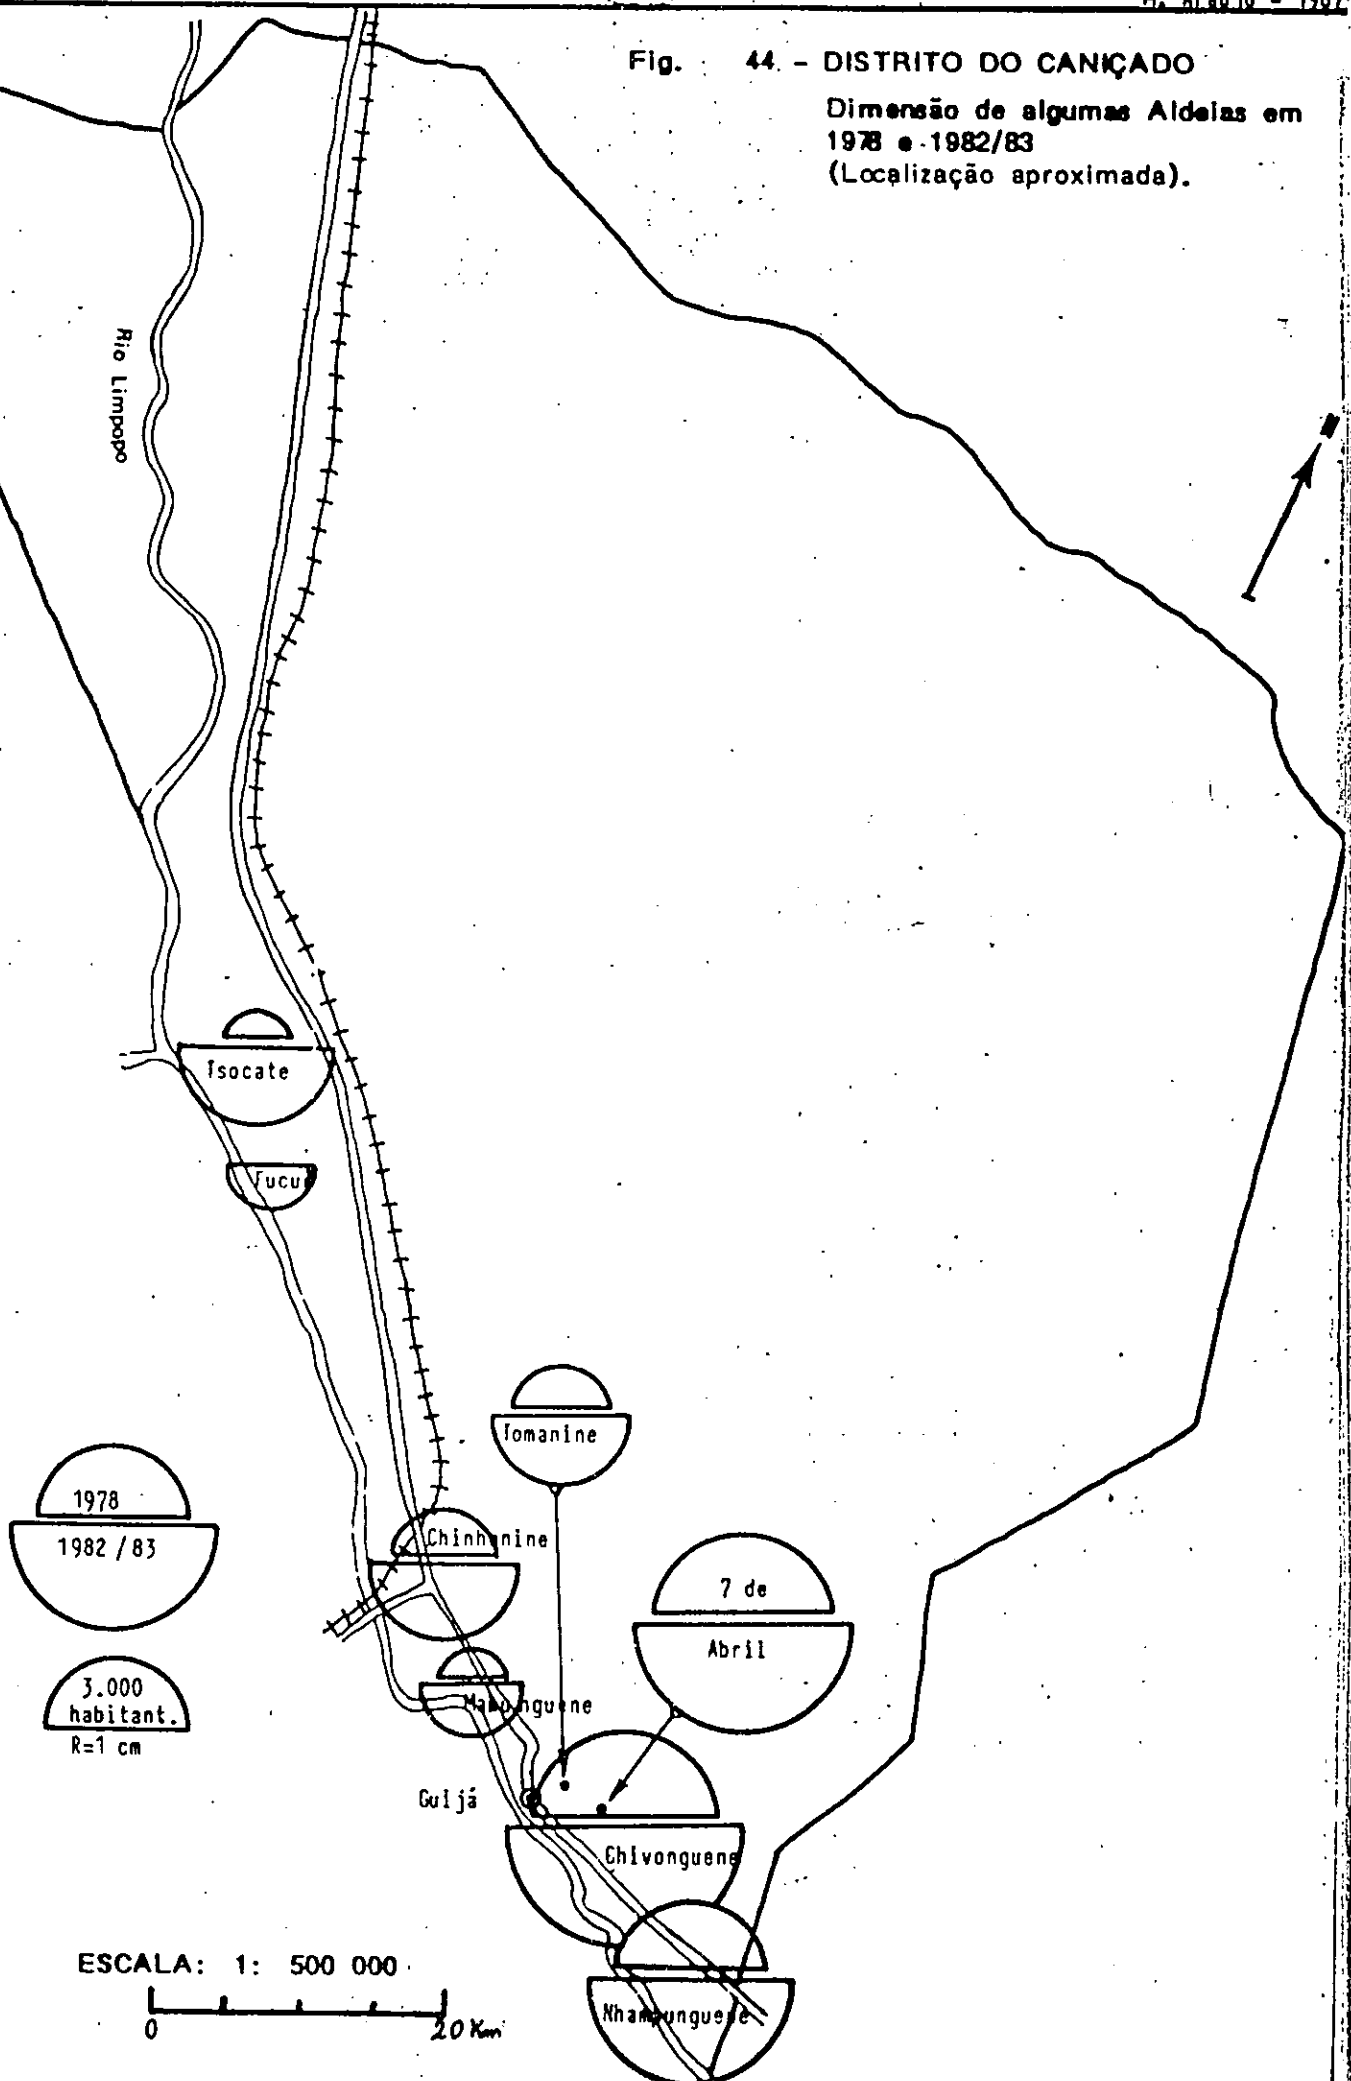 Fig. 44. - DISTRITO DO CANIÇADO
Dimensão de algumas Aldeias em
1978 e 1982/83
(Localização aproximada).
Rio Limpopo
Tsocate
Tomanine
1978
1982/83
Chinhanine
7 de
Abril
3.000
habitant.
R=1 cm
Guijá
Chivonguene
ESCALA: 1: 500 000
0 20 Km
Nhampunguene